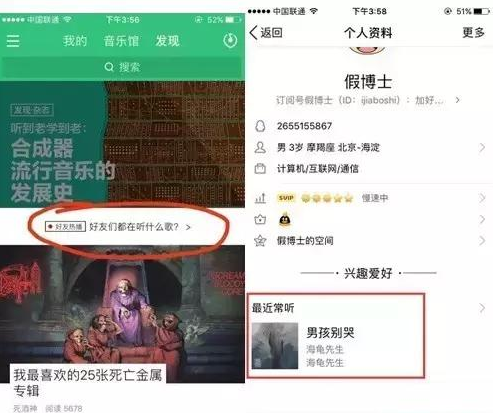 中国联通
下午3:56
52%
我的 音乐馆 发现
搜索
发现·杂志
听到老学到老：
合成器
流行音乐的
发展史
好友热播 好友们都在听什么歌？ >
SCREAM
BLOODY
GORE
我最喜欢的25张死亡金属
专辑
死酒神 阅读 5678
中国联通
下午3:58
51%
返回 个人资料 更多
假博士
订阅号假博士（ID：ijiaboshi）：加好...
2655155867
男 3岁 摩羯座 北京-海淀
计算机/互联网/通信
SVIP 慢速中
假博士的空间
兴趣爱好
最近常听
男孩别哭
海龟先生
海龟先生